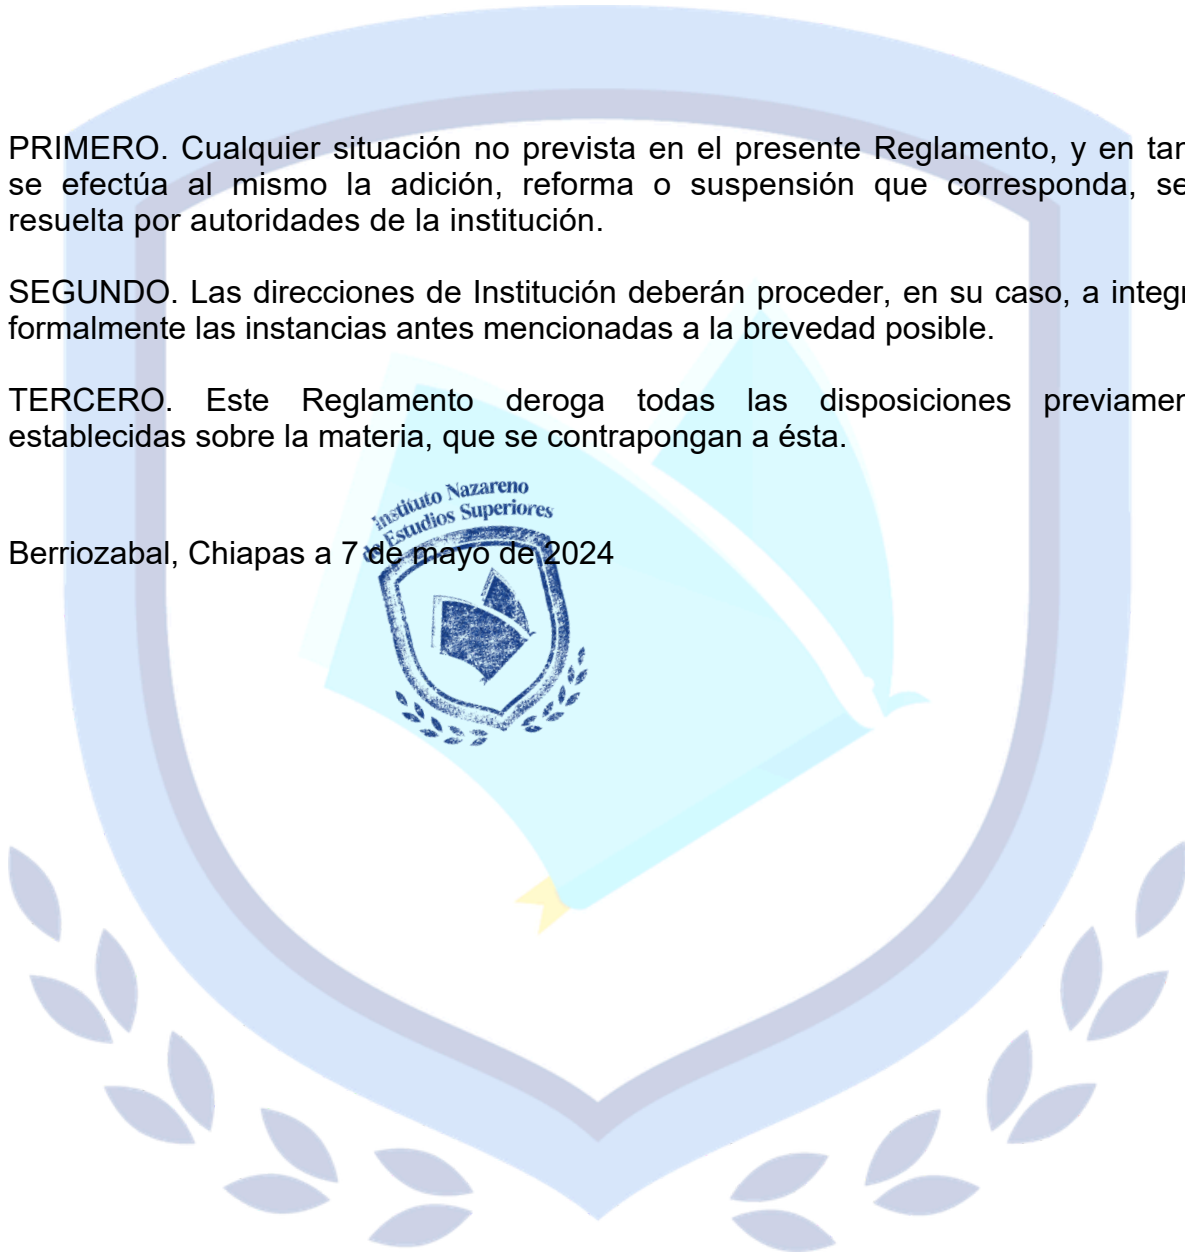 PRIMERO. Cualquier situación no prevista en el presente Reglamento, y en tan
se efectúa al mismo la adición, reforma o suspensión que corresponda, se
resuelta por autoridades de la institución.
SEGUNDO. Las direcciones de Institución deberán proceder, en su caso, a integr
formalmente las instancias antes mencionadas a la brevedad posible.
TERCERO. Este Reglamento deroga todas las disposiciones previamen
establecidas sobre la materia, que se contrapongan a ésta.
Instituto Nazareno
de Estudios Superiores
Berriozabal, Chiapas a 7 de mayo de 2024